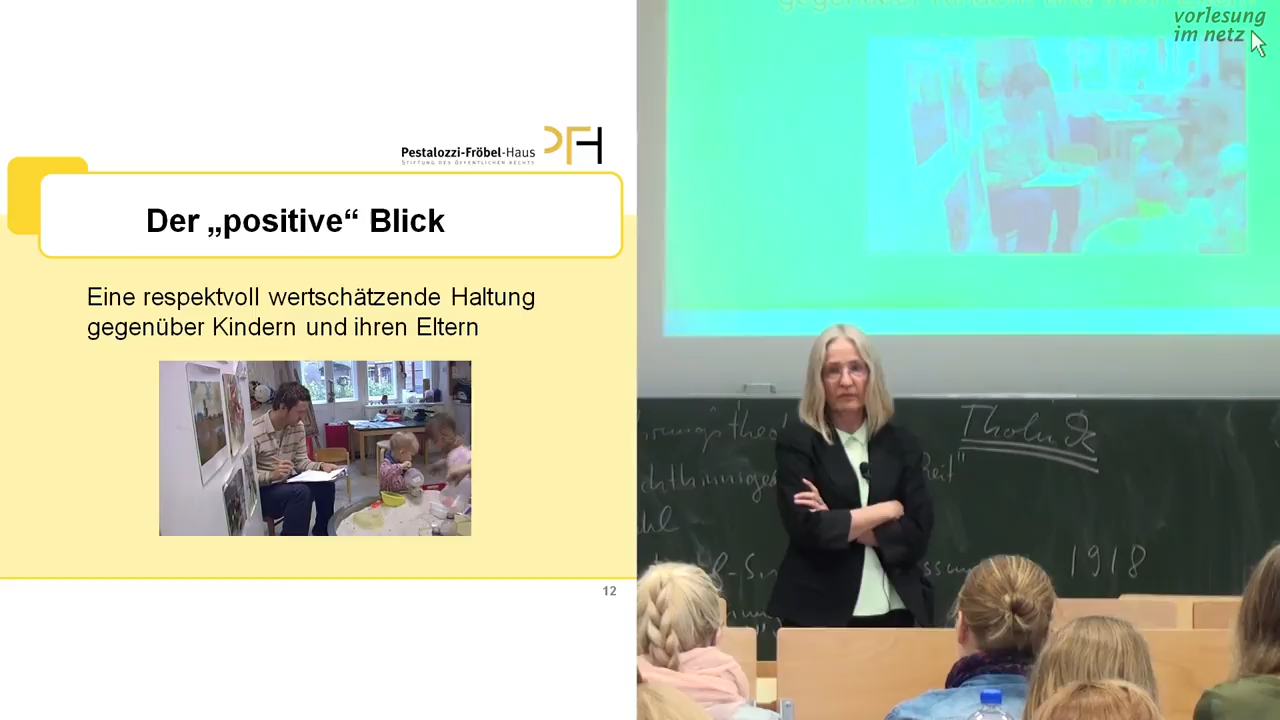 Pestalozzi-Fröbel-Haus
STIFTUNG DES ÖFFENTLICHEN RECHTS
PFH
Der „positive“ Blick
Eine respektvoll wertschätzende Haltung
gegenüber Kindern und ihren Eltern
12
vorlesung
im netz
1918